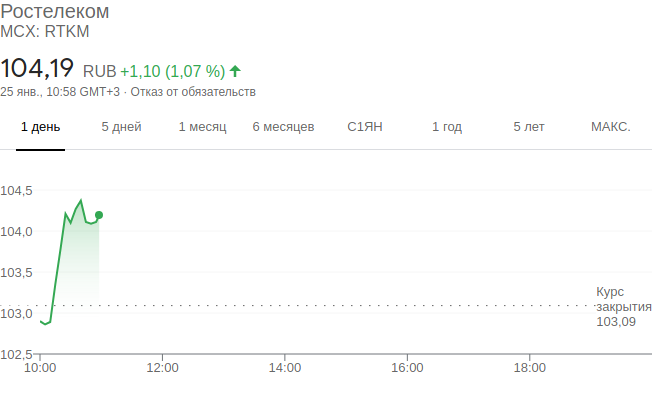 Ростелеком
MCX: RTKM
104,19 RUB +1,10 (1,07 %)
25 янв., 10:58 GMT+3 · Отказ от обязательств
1 день 5 дней 1 месяц 6 месяцев С1ЯН 1 год 5 лет МАКС.
104,5
104,0
103,5
103,0
102,5
Курс
закрытия
103,09
10:00 12:00 14:00 16:00 18:00